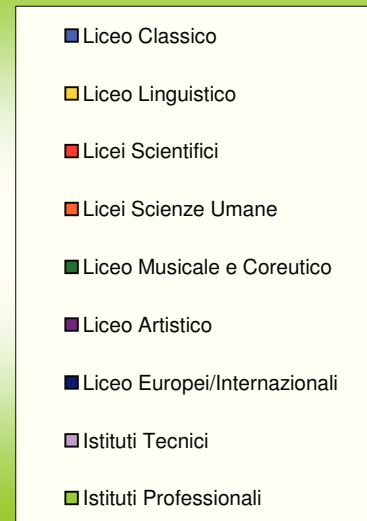 Liceo Classico
Liceo Linguistico
Licei Scientifici
Licei Scienze Umane
Liceo Musicale e Coreutico
Liceo Artistico
Liceo Europei/Internazionali
Istituti Tecnici
Istituti Professionali